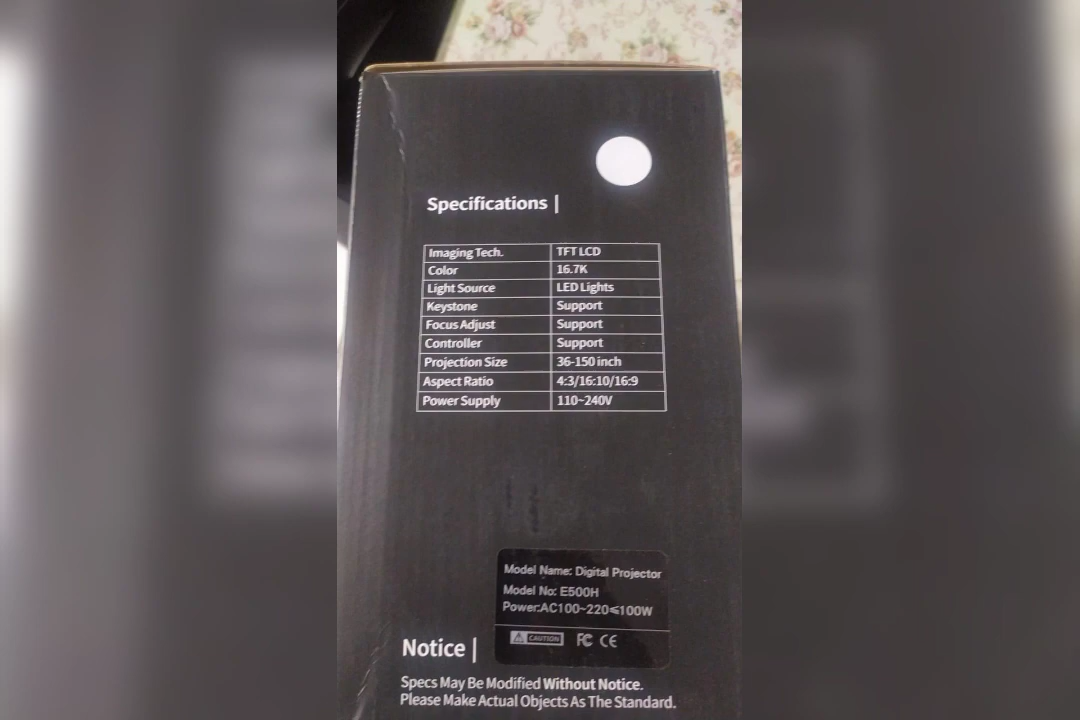 Specifications |
Imaging Tech. TFT LCD
Color 16.7K
Light Source LED Lights
Keystone Support
Focus Adjust Support
Controller Support
Projection Size 36-150 inch
Aspect Ratio 4:3/16:10/16:9
Power Supply 110~240V
Model Name: Digital Projector
Model No: E500H
Power:AC100~220≤100W
CAUTION FC CE
Notice |
Specs May Be Modified Without Notice.
Please Make Actual Objects As The Standard.